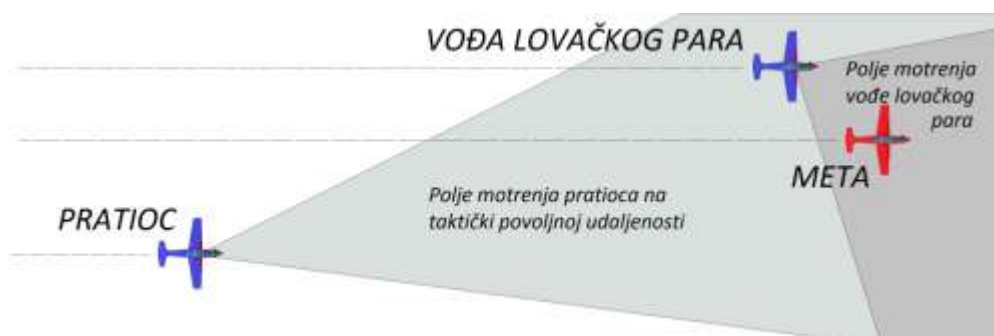 VOĐA LOVAČKOG PARA
Polje motrenja
vođe lovačkog
para
META
Polje motrenja pratioca na
taktički povoljnoj udaljenosti
PRATIOC